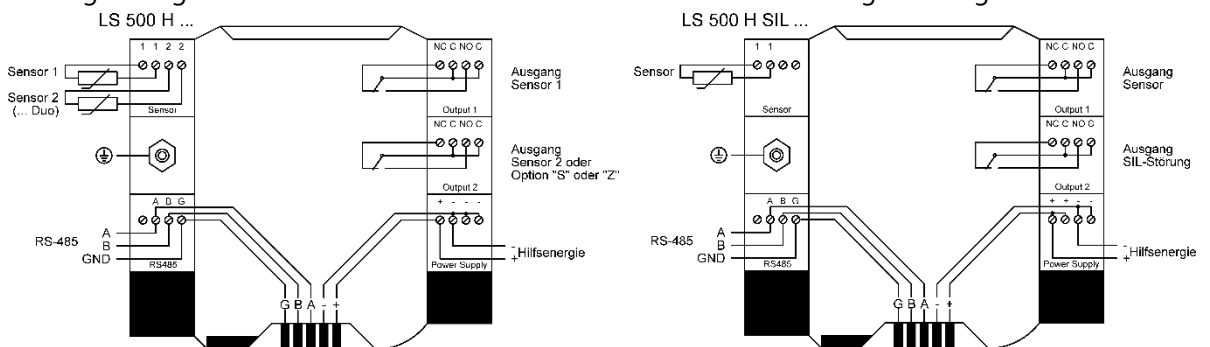 LS 500 H ...
1 1 2 2
Sensor 1
Sensor 2
(... Duo)
Sensor
NC C NO C
Ausgang
Sensor 1
Output 1
NC C NO C
Ausgang
Sensor 2 oder
Option "S" oder "Z"
Output 2
A B G
A
RS-485
B
GND
RS485
+ - - -
-
Hilfsenergie
+
Power Supply
G B A - +
LS 500 H SIL ...
1 1
Sensor
Sensor
NC C NO C
Ausgang
Sensor
Output 1
NC C NO C
Ausgang
SIL-Störung
Output 2
A B G
A
RS-485
B
GND
RS485
+ + - -
-
Hilfsenergie
+
Power Supply
G B A - +